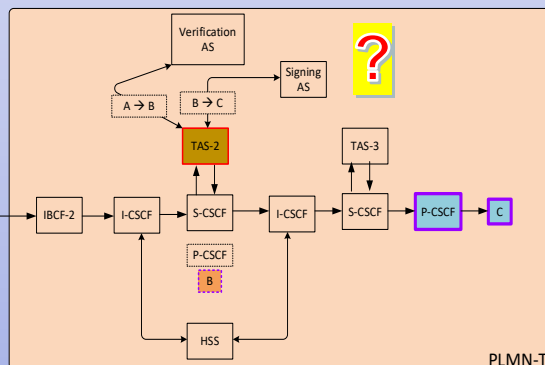 Verification
AS
?
Signing
AS
A → B
B → C
TAS-2
TAS-3
IBCF-2
I-CSCF
S-CSCF
I-CSCF
S-CSCF
P-CSCF
C
P-CSCF
B
HSS
PLMN-T